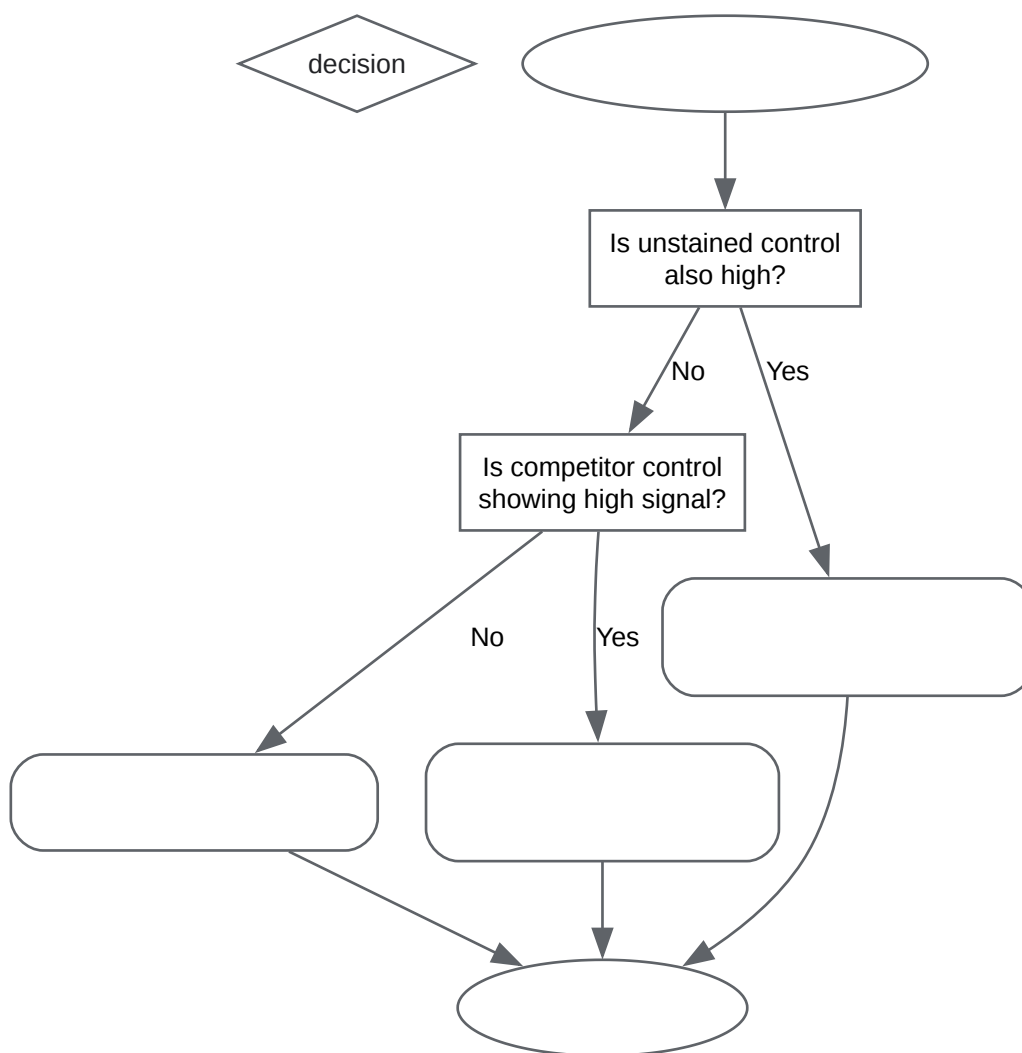 decision
Is unstained control
also high?
No
Yes
Is competitor control
showing high signal?
No
Yes